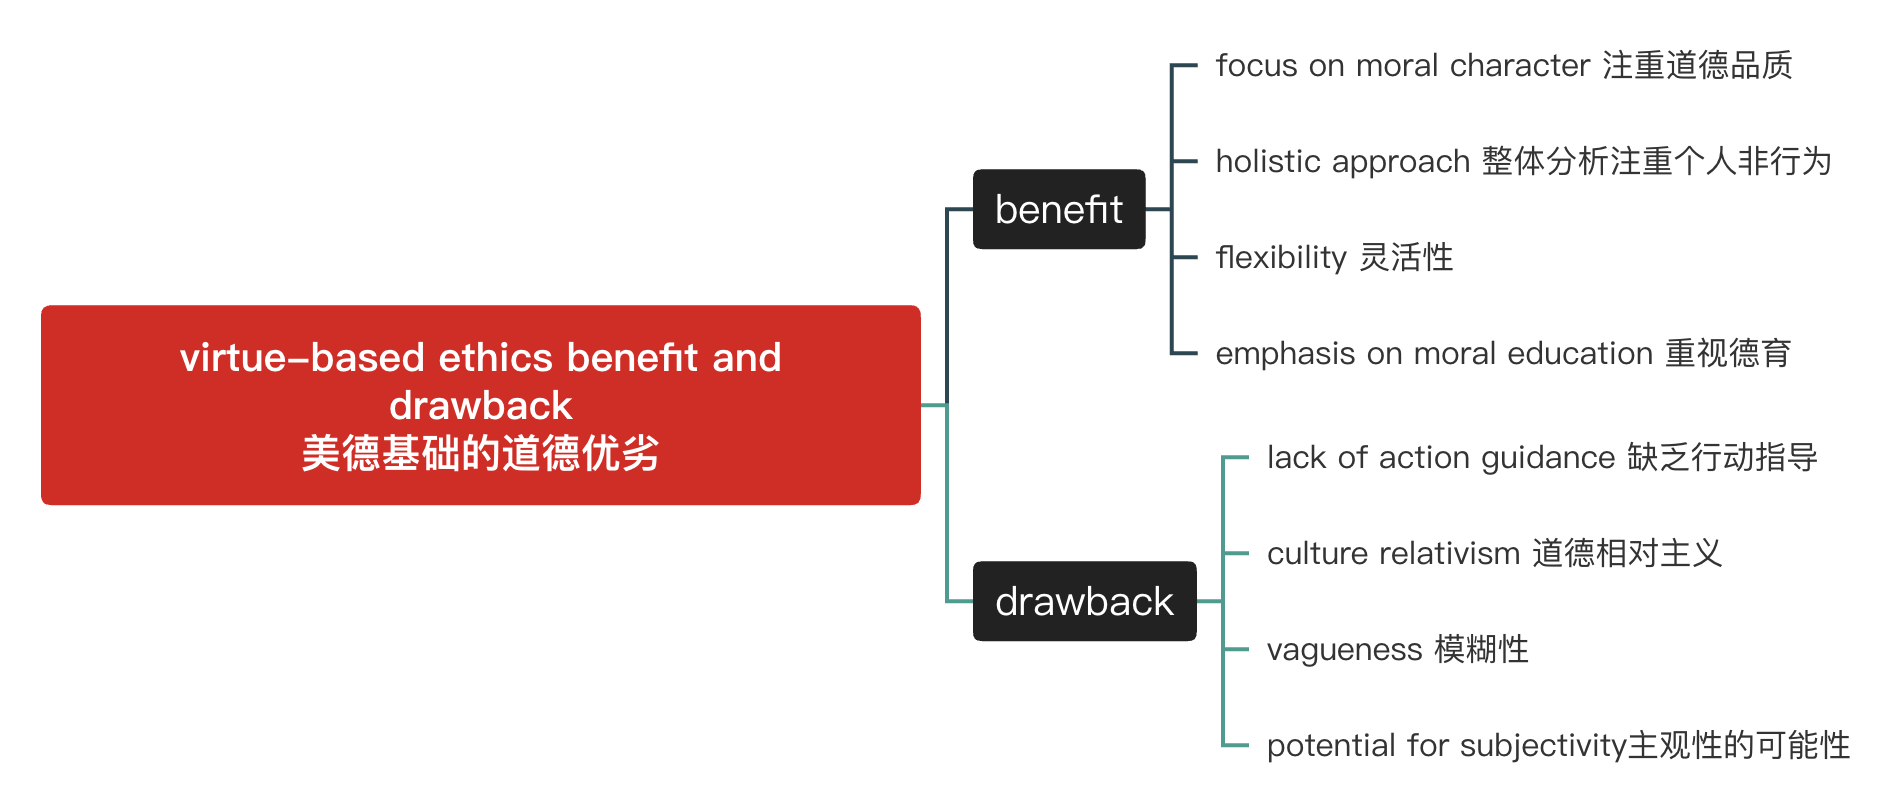 virtue-based ethics benefit and
drawback
美德基础的道德优劣
benefit
focus on moral character 注重道德品质
holistic approach 整体分析注重个人非行为
flexibility 灵活性
emphasis on moral education 重视德育
drawback
lack of action guidance 缺乏行动指导
culture relativism 道德相对主义
vagueness 模糊性
potential for subjectivity主观性的可能性